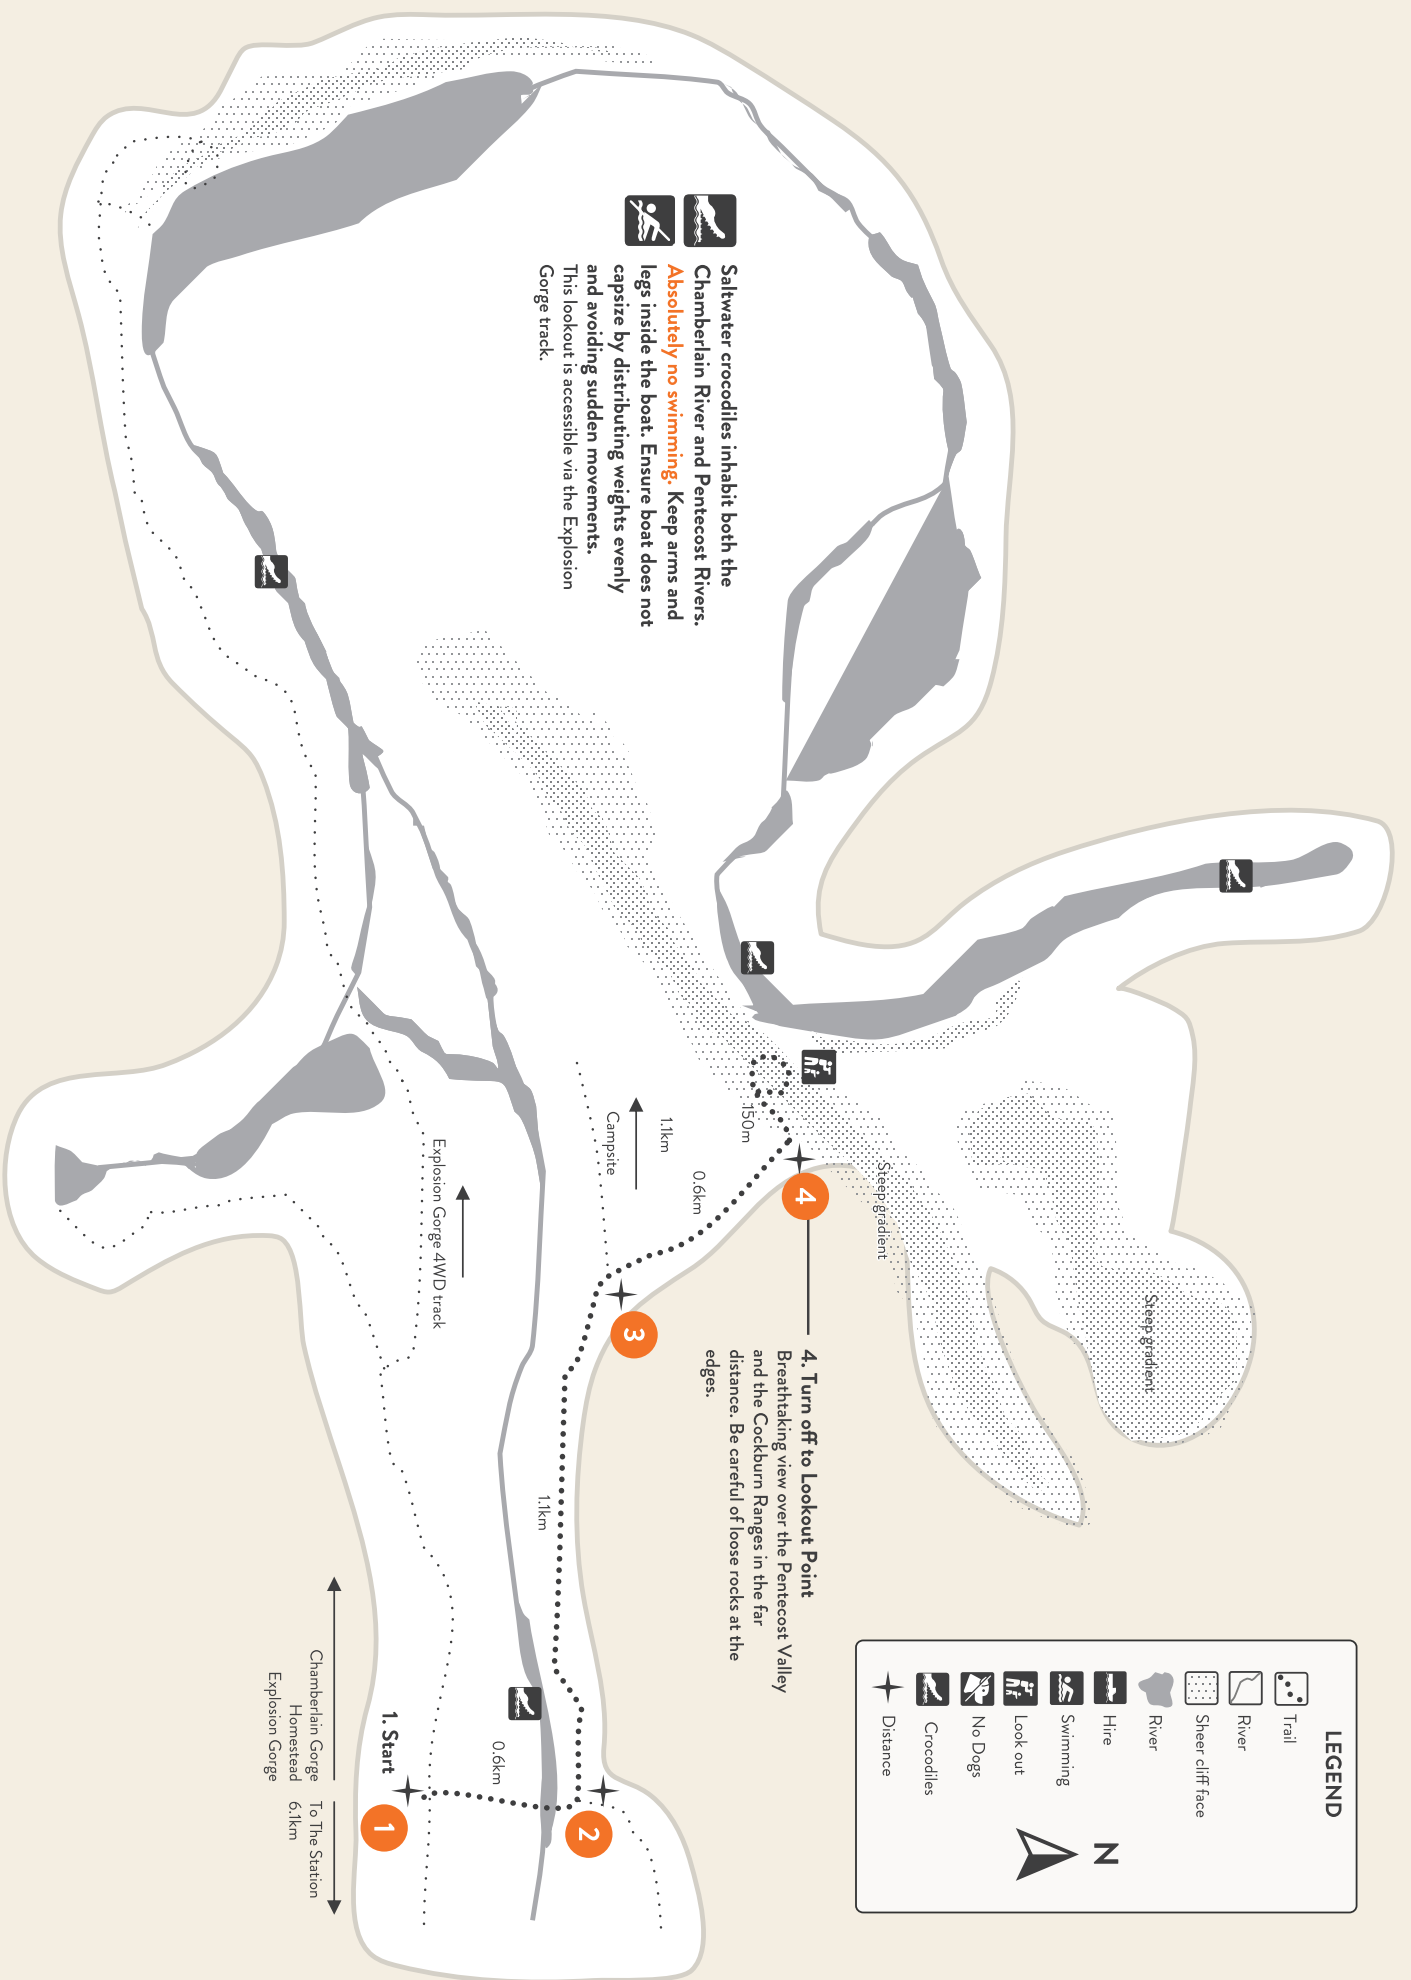 Saltwater crocodiles inhabit both the
Chamberlain River and Pentecost Rivers.
Absolutely no swimming. Keep arms and
legs inside the boat. Ensure boat does not
capsize by distributing weights evenly
and avoiding sudden movements.
This lookout is accessible via the Explosion
Gorge track.
Steep gradient
Steep gradient
150m
1.1km
Campsite
0.6km
4
3
4. Turn off to Lookout Point
Breathtaking view over the Pentecost Valley
and the Cockburn Ranges in the far
distance. Be careful of loose rocks at the
edges.
Explosion Gorge 4WD track
1.1km
0.6km
2
1. Start
1
Chamberlain Gorge
Homestead
Explosion Gorge
To The Station
6.1km
LEGEND
Trail
River
Sheer cliff face
River
Hire
Swimming
Look out
No Dogs
Crocodiles
Distance
N